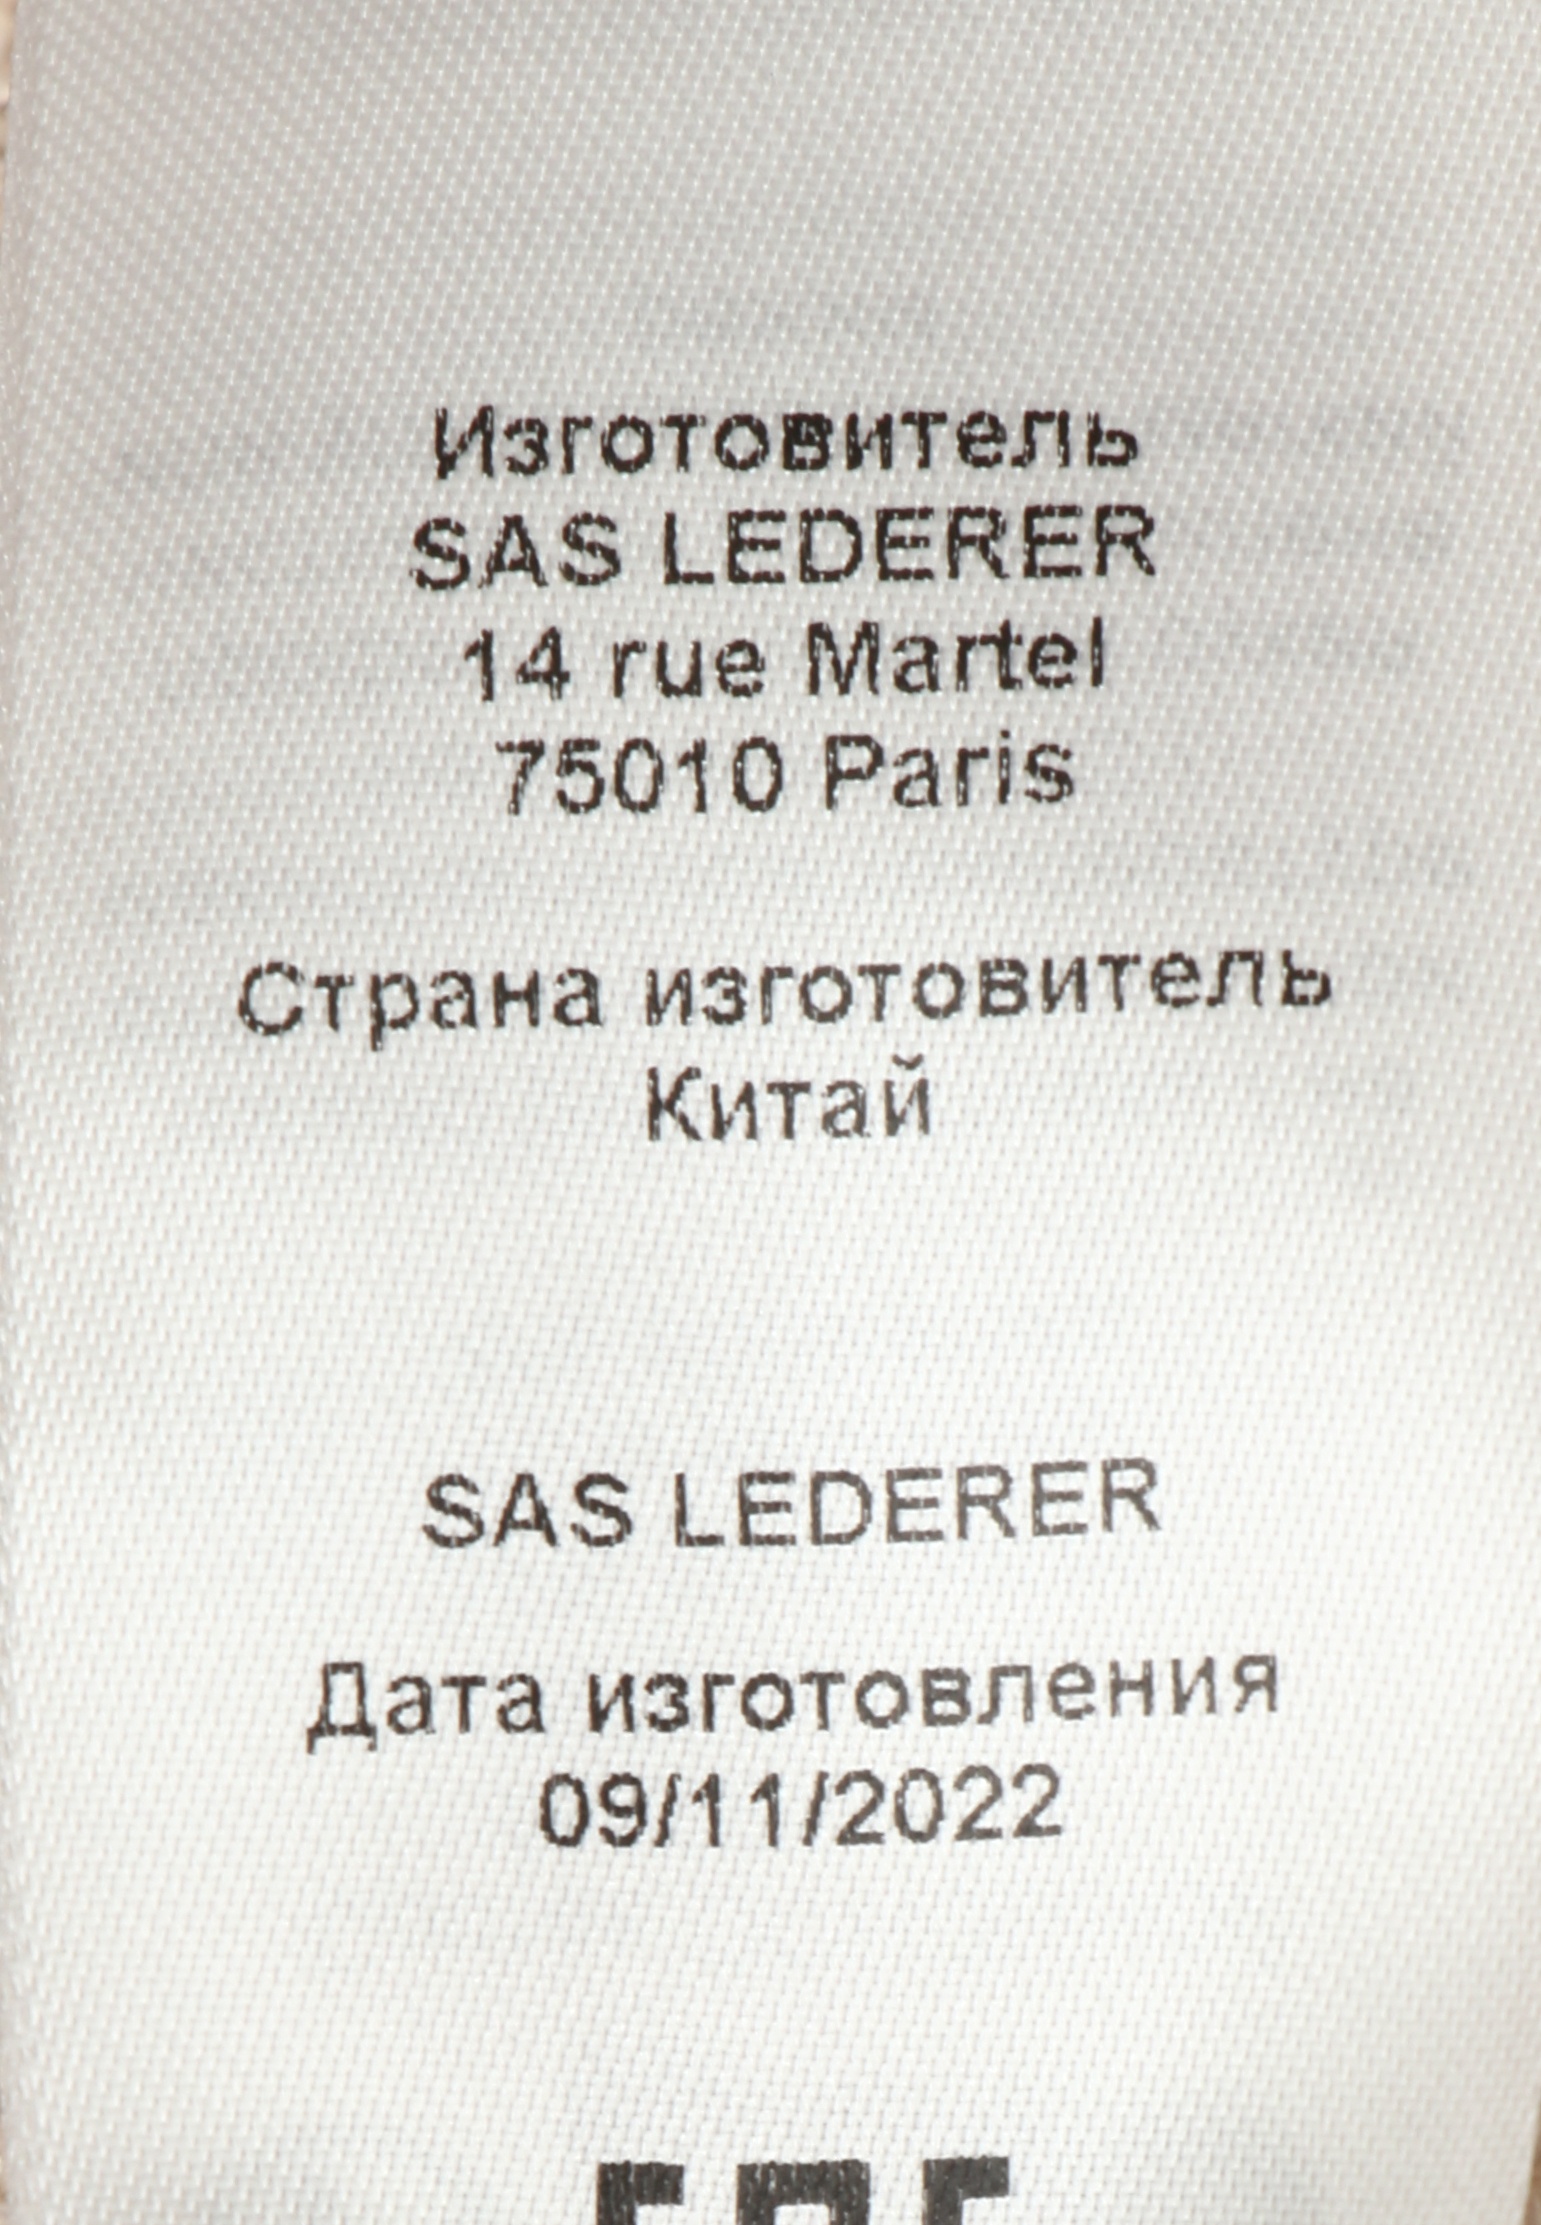 Изготовитель
SAS LEDERER
14 rue Martel
75010 Paris
Страна изготовитель
Китай
SAS LEDERER
Дата изготовления
09/11/2022